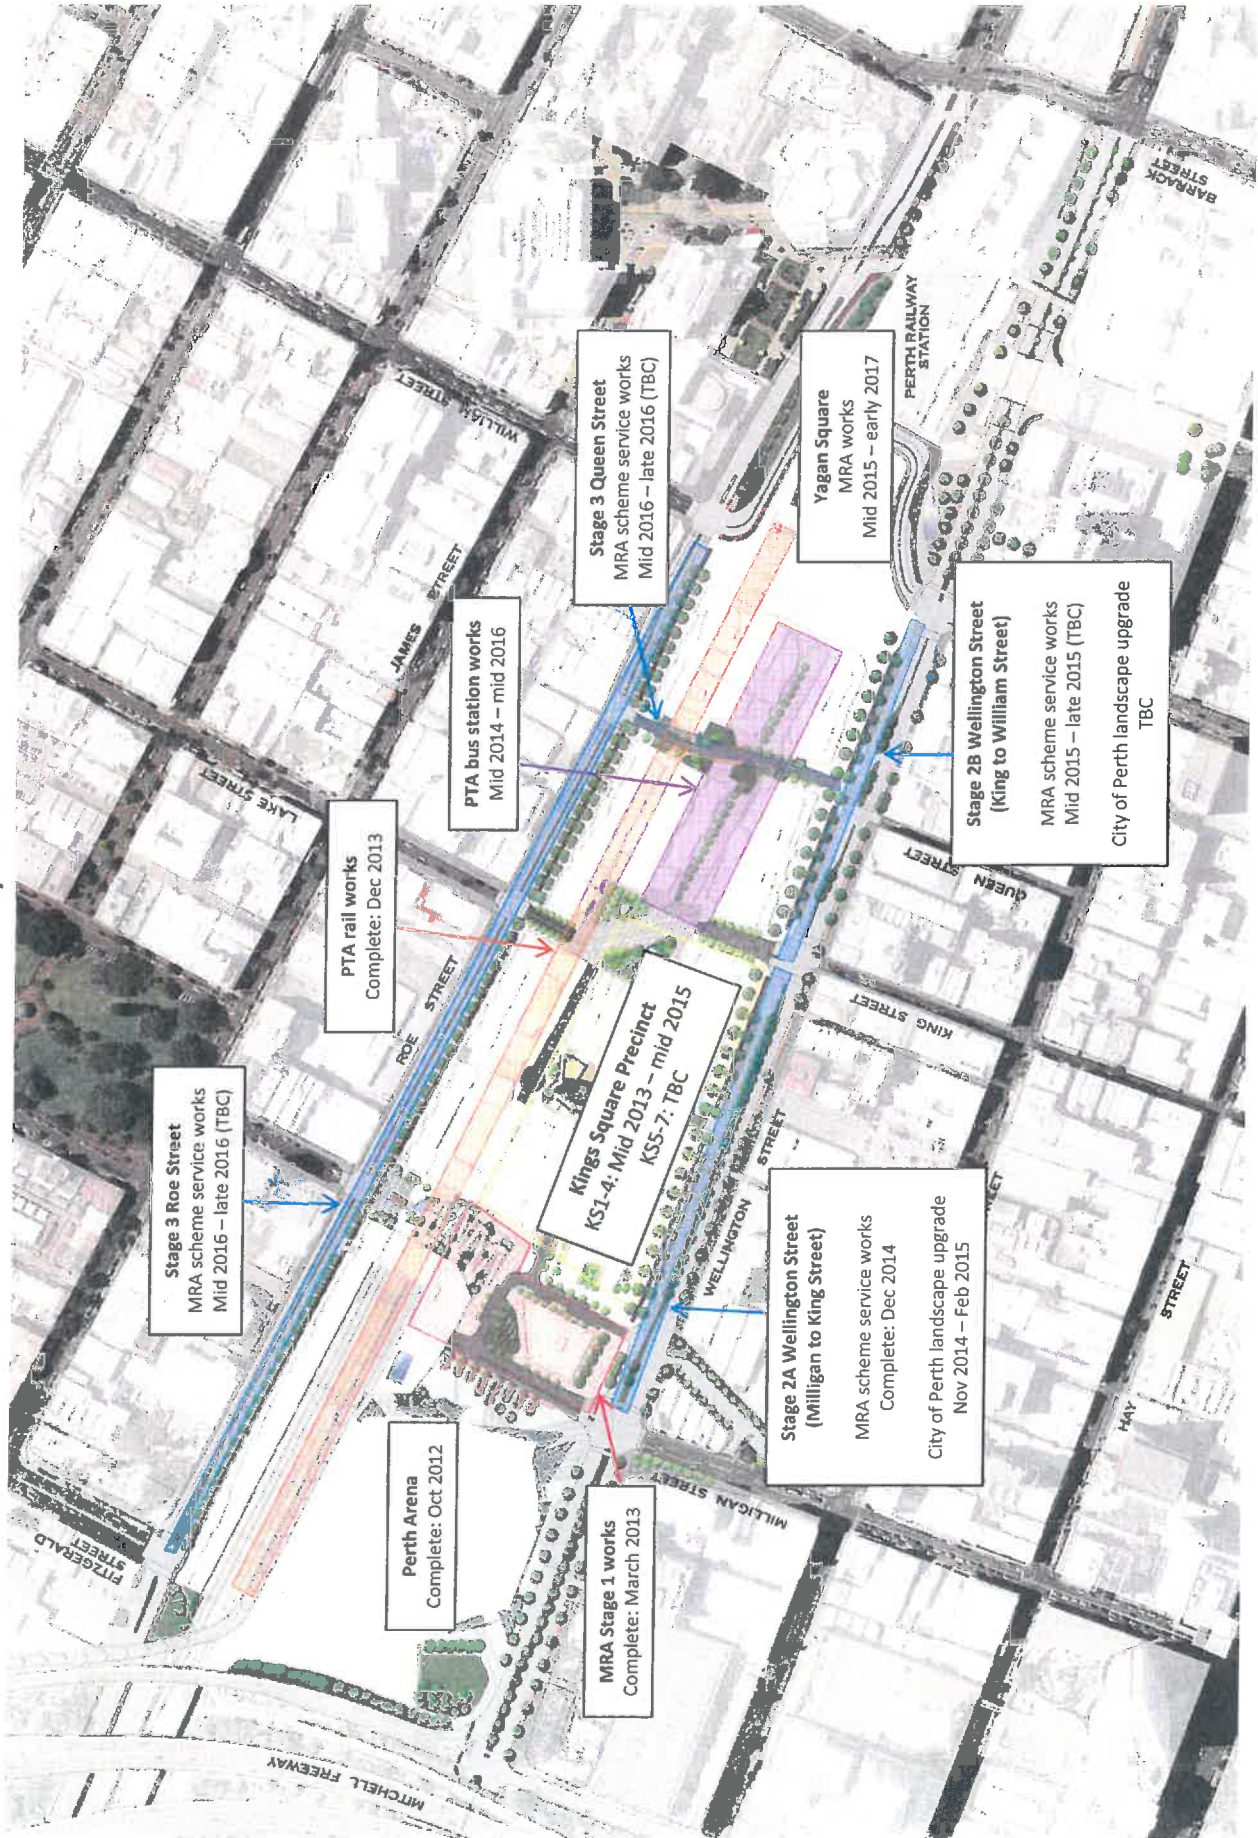 FITZGERALD
STREET
Stage 3 Roe Street
MRA scheme service works
Mid 2016 – late 2016 (TBC)
PTA rail works
Complete: Dec 2013
LAKE STREET
PTA bus station works
Mid 2014 – mid 2016
JAMES
STREET
WILLIAM STREET
Stage 3 Queen Street
MRA scheme service works
Mid 2016 – late 2016 (TBC)
ROE
STREET
MITCHELL FREEWAY
Perth Arena
Complete: Oct 2012
Kings Square Precinct
KS1-4: Mid 2013 – mid 2015
KS5-7: TBC
Yagan Square
MRA works
Mid 2015 – early 2017
PERTH RAILWAY
STATION
BARRACK
STREET
MRA Stage 1 works
Complete: March 2013
MILLIGAN STREET
WELLINGTON
STREET
KING STREET
QUEEN
STREET
Stage 2A Wellington Street
(Milligan to King Street)
MRA scheme service works
Complete: Dec 2014
City of Perth landscape upgrade
Nov 2014 – Feb 2015
Stage 2B Wellington Street
(King to William Street)
MRA scheme service works
Mid 2015 – late 2015 (TBC)
City of Perth landscape upgrade
TBC
HAY
STREET